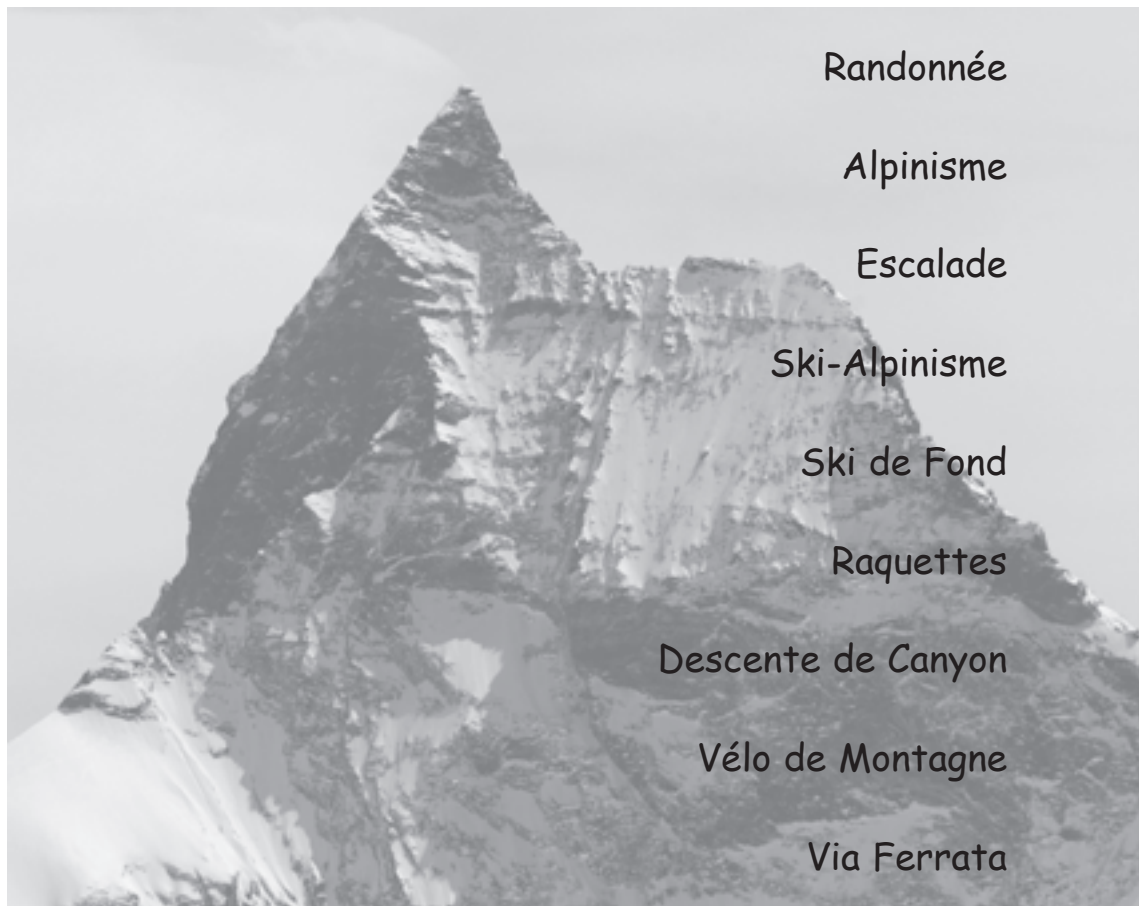 Randonnée
Alpinisme
Escalade
Ski-Alpinisme
Ski de Fond
Raquettes
Descente de Canyon
Vélo de Montagne
Via Ferrata